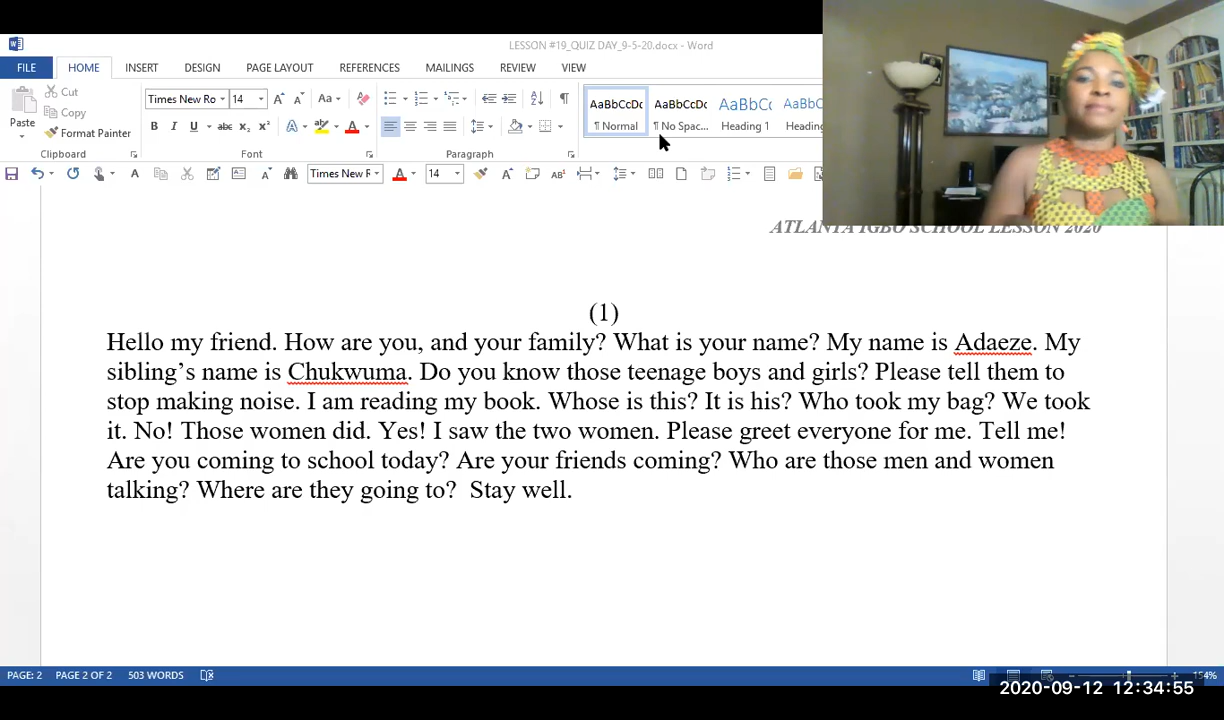 LESSON #19_QUIZ DAY_9-5-20.docx - Word
FILE HOME INSERT DESIGN PAGE LAYOUT REFERENCES MAILINGS REVIEW VIEW
Cut
Copy
Paste
Format Painter
Times New Ro 14
AaBbCcDc AaBbCcDc AaBbC AaBbC
¶ Normal ¶ No Spac... Heading 1 Heading
Clipboard Font Paragraph
Times New R 14
ATLANTA IGBO SCHOOL LESSON 2020
(1)
Hello my friend. How are you, and your family? What is your name? My name is Adaeze. My
sibling’s name is Chukwuma. Do you know those teenage boys and girls? Please tell them to
stop making noise. I am reading my book. Whose is this? It is his? Who took my bag? We took
it. No! Those women did. Yes! I saw the two women. Please greet everyone for me. Tell me!
Are you coming to school today? Are your friends coming? Who are those men and women
talking? Where are they going to?  Stay well.
PAGE: 2 PAGE 2 OF 2 503 WORDS
154%
2020-09-12 12:34:55